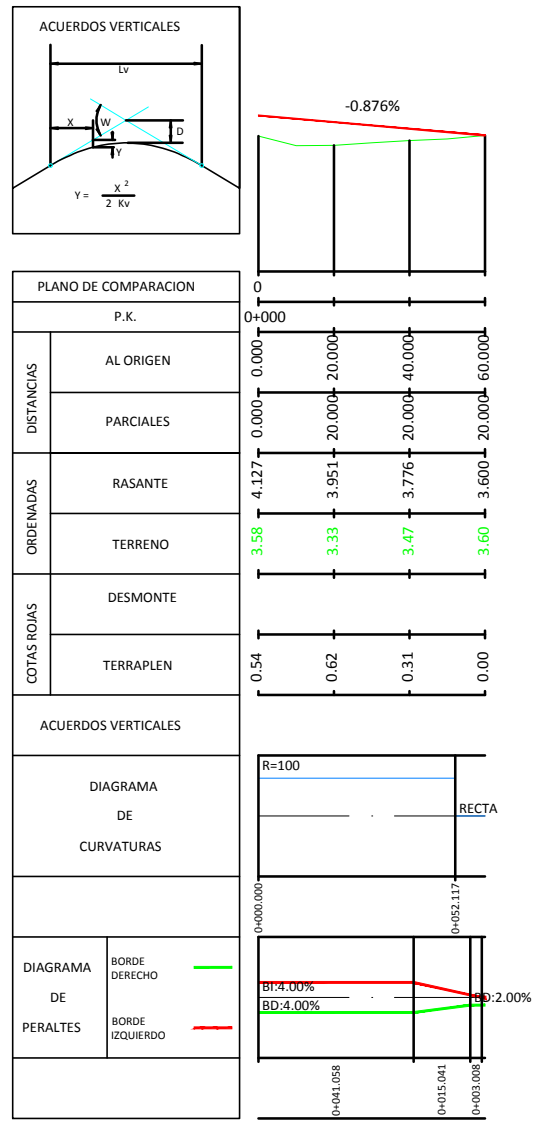 ACUERDOS VERTICALES
Lv
X
W
D
Y
Y = X 2
2 Kv
-0.876%
PLANO DE COMPARACION
0
P.K.
0+000
DISTANCIAS
AL ORIGEN
0.000
20.000
40.000
60.000
PARCIALES
0.000
20.000
20.000
20.000
ORDENADAS
RASANTE
4.127
3.951
3.776
3.600
TERRENO
3.58
3.33
3.47
3.60
COTAS ROJAS
DESMONTE
TERRAPLEN
0.54
0.62
0.31
0.00
ACUERDOS VERTICALES
DIAGRAMA
DE
CURVATURAS
R=100
RECTA
0+000.000
0+052.117
DIAGRAMA
DE
PERALTES
BORDE
DERECHO
BORDE
IZQUIERDO
BI:4.00%
BD:4.00%
BD:2.00%
0+041.058
0+015.041
0+003.008